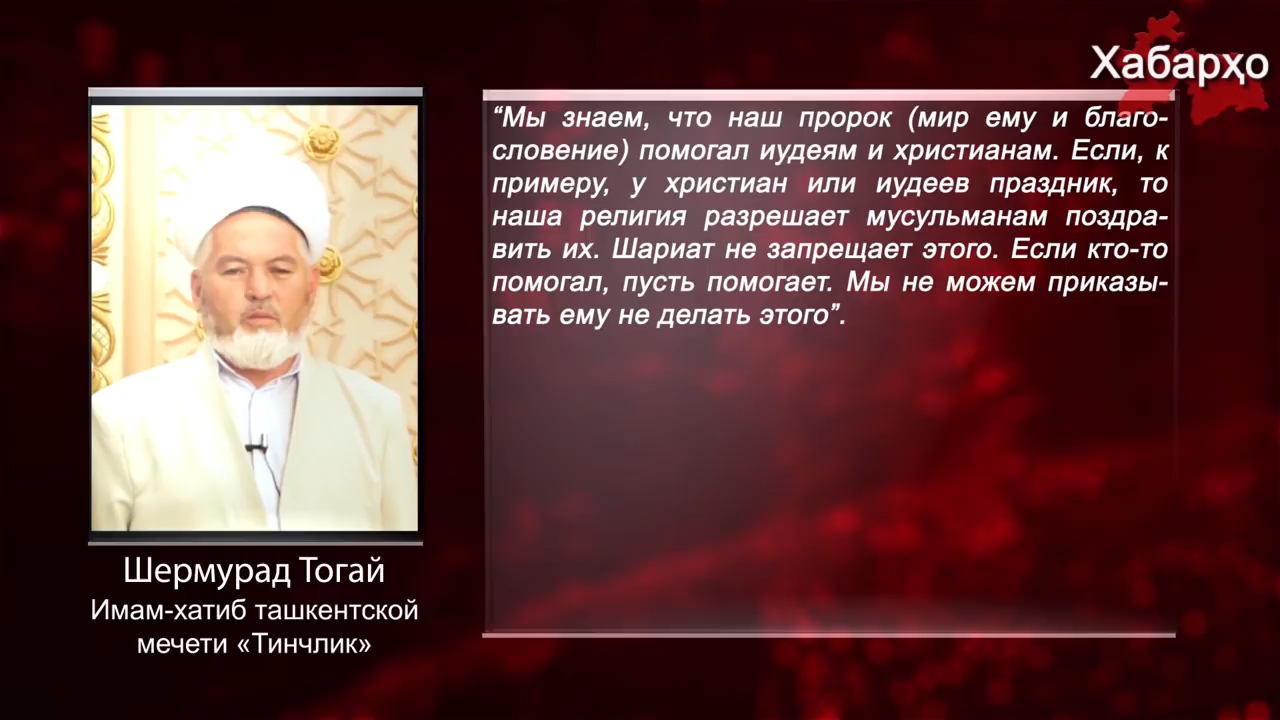 Хабарҳо
“Мы знаем, что наш пророк (мир ему и благо-
словение) помогал иудеям и христианам. Если, к
примеру, у христиан или иудеев праздник, то
наша религия разрешает мусульманам поздра-
вить их. Шариат не запрещает этого. Если кто-то
помогал, пусть помогает. Мы не можем приказы-
вать ему не делать этого”.
Шермурад Тогай
Имам-хатиб ташкентской
мечети «Тинчлик»